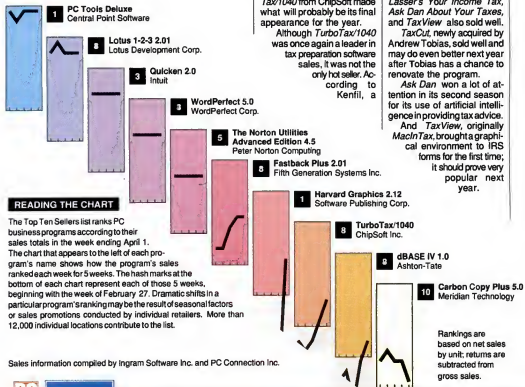 1 PC Tools Deluxe
Central Point Software
8 Lotus 1-2-3 2.01
Lotus Development Corp.
3 Quicken 2.0
Intuit
3 WordPerfect 5.0
WordPerfect Corp.
5 The Norton Utilities
Advanced Edition 4.5
Peter Norton Computing
8 Fastback Plus 2.01
Fifth Generation Systems Inc.
1 Harvard Graphics 2.12
Software Publishing Corp.
8 TurboTax/1040
ChipSoft Inc.
9 dBASE IV 1.0
Ashton-Tate
10 Carbon Copy Plus 5.0
Meridian Technology
Tax/1040 from ChipSoft made
what will probably be its final
appearance for the year.
Although TurboTax/1040
was once again a leader in
tax preparation software
sales, it was not the
only hot seller. Ac-
cording to
Kenfil, a
Lasser's Your Income Tax,
Ask Dan About Your Taxes,
and TaxView also sold well.
TaxCut, newly acquired by
Andrew Tobias, sold well and
may do even better next year
after Tobias has a chance to
renovate the program.
Ask Dan won a lot of at-
tention in its second season
for its use of artificial intelli-
gence in providing tax advice.
And TaxView, originally
MacInTax, brought a graphi-
cal environment to IRS
forms for the first time;
it should prove very
popular next
year.
READING THE CHART
The Top Ten Sellers list ranks PC
business programs according to their
sales totals in the week ending April 1.
The chart that appears to the left of each pro-
gram's name shows how the program's sales
ranked each week for 5 weeks. The hash marks at the
bottom of each chart represent each of those 5 weeks,
beginning with the week of February 27. Dramatic shifts in a
particular program's ranking may be the result of seasonal factors
or sales promotions conducted by individual retailers. More than
12,000 individual locations contribute to the list.
Sales information compiled by Ingram Software Inc. and PC Connection Inc.
Rankings are
based on net sales
by unit; returns are
subtracted from
gross sales.